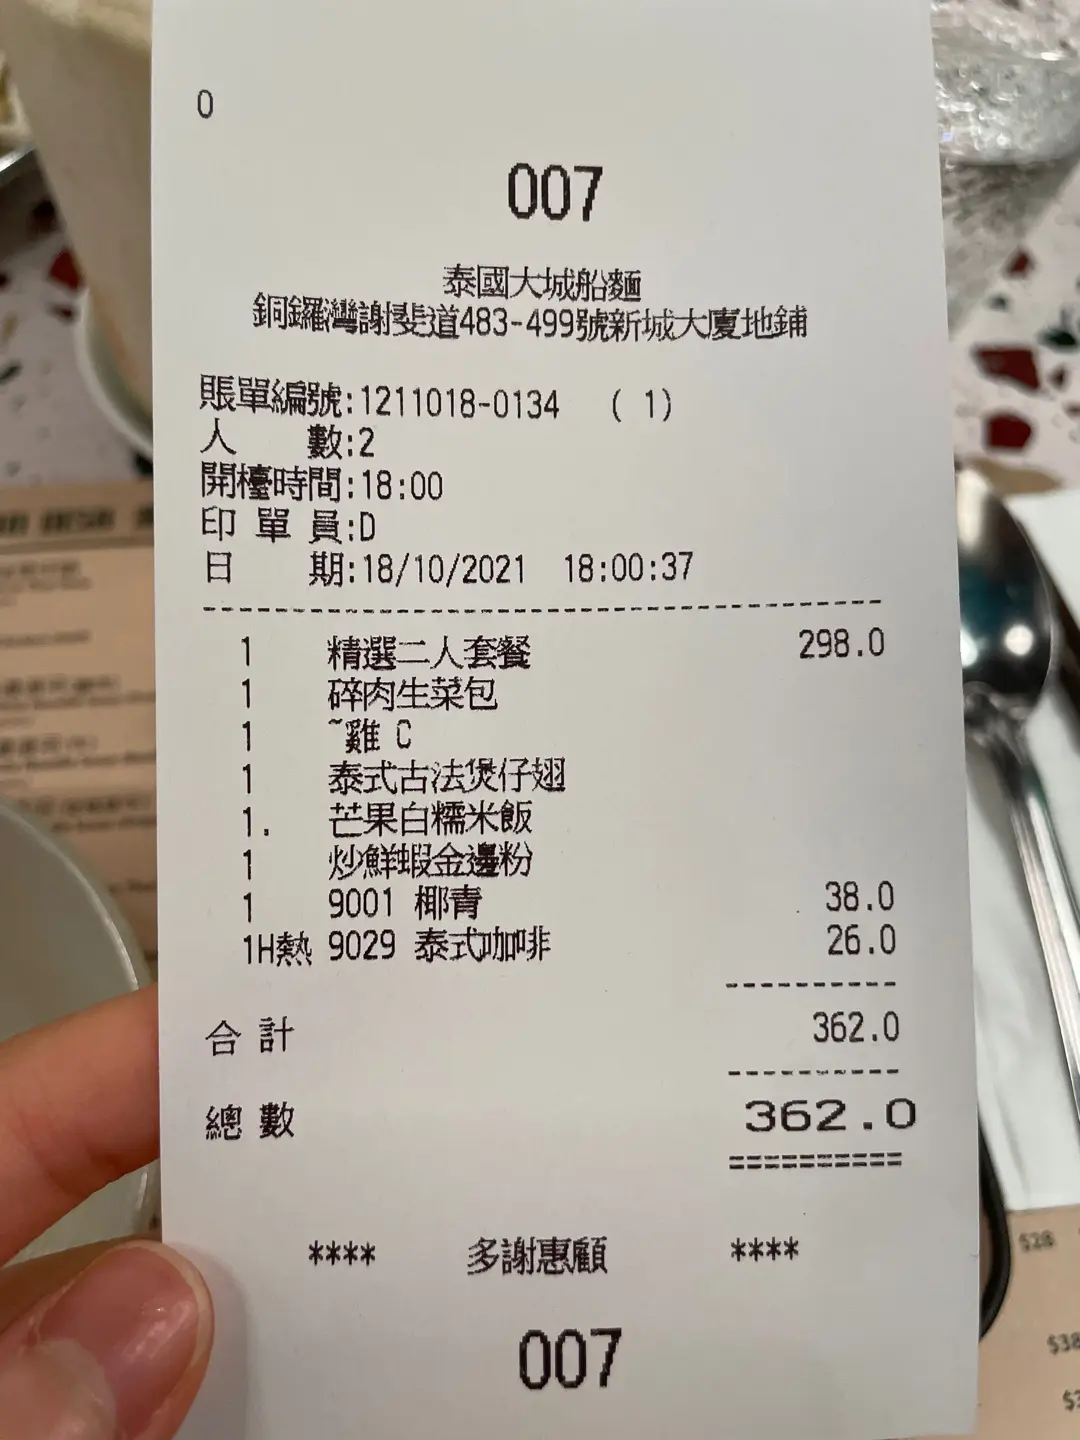 0
007
泰國大城船麵
銅鑼灣謝斐道483-499號新城大廈地鋪
賬單編號:1211018-0134 ( 1)
人 數:2
開檯時間:18:00
印 單 員:D
日 期:18/10/2021 18:00:37
1 精選二人套餐 298.0
1 碎肉生菜包
1 ~雞 C
1 泰式古法煲仔翅
1. 芒果白糯米飯
1 炒鮮蝦金邊粉
1 9001 椰青 38.0
1H熱 9029 泰式咖啡 26.0
合 計 362.0
總 數 362.0
**** 多謝惠顧 ****
007
$28
$38